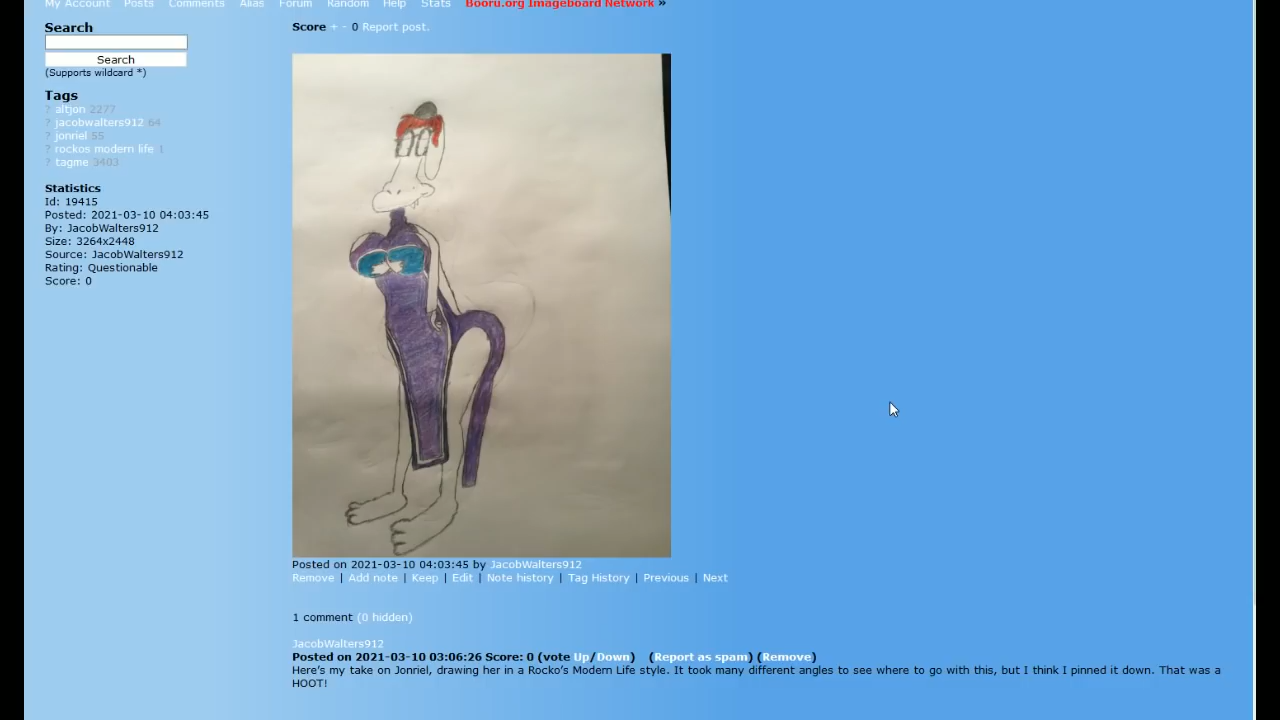 My Account Posts Comments Alias Forum Random Help Stats Booru.org Imageboard Network »
Search
Search
(Supports wildcard *)
Tags
? altjon 2277
? jacobwalters912 64
? jonriel 55
? rockos modern life 1
? tagme 3403
Statistics
Id: 19415
Posted: 2021-03-10 04:03:45
By: JacobWalters912
Size: 3264x2448
Source: JacobWalters912
Rating: Questionable
Score: 0
Score + - 0 Report post.
Posted on 2021-03-10 04:03:45 by JacobWalters912
Remove | Add note | Keep | Edit | Note history | Tag History | Previous | Next
1 comment (0 hidden)
JacobWalters912
Posted on 2021-03-10 03:06:26 Score: 0 (vote Up/Down) (Report as spam) (Remove)
Here's my take on Jonriel, drawing her in a Rocko’s Modern Life style. It took many different angles to see where to go with this, but I think I pinned it down. That was a
HOOT!